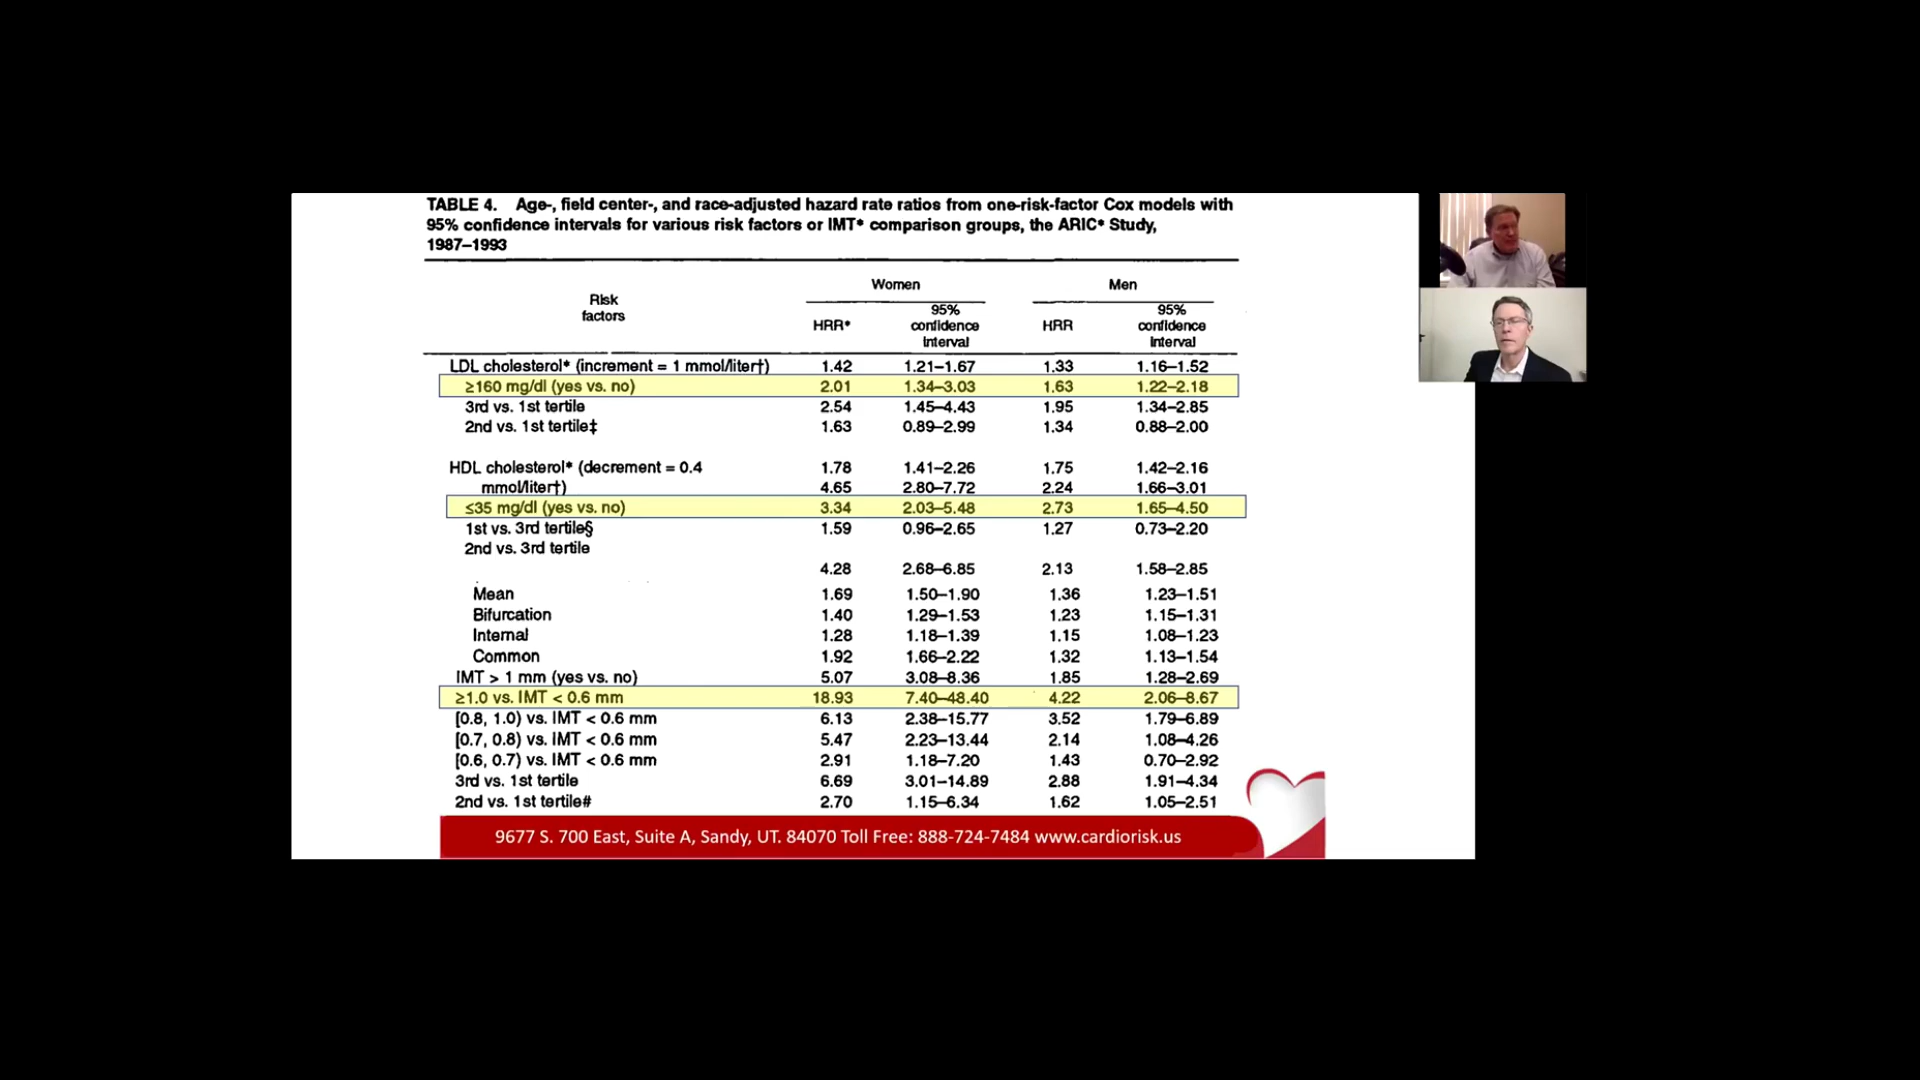 TABLE 4. Age-, field center-, and race-adjusted hazard rate ratios from one-risk-factor Cox models with
95% confidence intervals for various risk factors or IMT* comparison groups, the ARIC* Study,
1987–1993
Women Men
Risk factors HRR* 95% confidence interval HRR 95% confidence interval
LDL cholesterol* (increment = 1 mmol/liter†) 1.42 1.21–1.67 1.33 1.16–1.52
≥160 mg/dl (yes vs. no) 2.01 1.34–3.03 1.63 1.22–2.18
3rd vs. 1st tertile 2.54 1.45–4.43 1.95 1.34–2.85
2nd vs. 1st tertile‡ 1.63 0.89–2.99 1.34 0.88–2.00
HDL cholesterol* (decrement = 0.4 1.78 1.41–2.26 1.75 1.42–2.16
mmol/liter†) 4.65 2.80–7.72 2.24 1.66–3.01
≤35 mg/dl (yes vs. no) 3.34 2.03–5.48 2.73 1.65–4.50
1st vs. 3rd tertile§ 1.59 0.96–2.65 1.27 0.73–2.20
2nd vs. 3rd tertile
4.28 2.68–6.85 2.13 1.58–2.85
Mean 1.69 1.50–1.90 1.36 1.23–1.51
Bifurcation 1.40 1.29–1.53 1.23 1.15–1.31
Internal 1.28 1.18–1.39 1.15 1.08–1.23
Common 1.92 1.66–2.22 1.32 1.13–1.54
IMT > 1 mm (yes vs. no) 5.07 3.08–8.36 1.85 1.28–2.69
≥1.0 vs. IMT < 0.6 mm 18.93 7.40–48.40 4.22 2.06–8.67
[0.8, 1.0) vs. IMT < 0.6 mm 6.13 2.38–15.77 3.52 1.79–6.89
[0.7, 0.8) vs. IMT < 0.6 mm 5.47 2.23–13.44 2.14 1.08–4.26
[0.6, 0.7) vs. IMT < 0.6 mm 2.91 1.18–7.20 1.43 0.70–2.92
3rd vs. 1st tertile 6.69 3.01–14.89 2.88 1.91–4.34
2nd vs. 1st tertile# 2.70 1.15–6.34 1.62 1.05–2.51
9677 S. 700 East, Suite A, Sandy, UT. 84070 Toll Free: 888-724-7484 www.cardiorisk.us